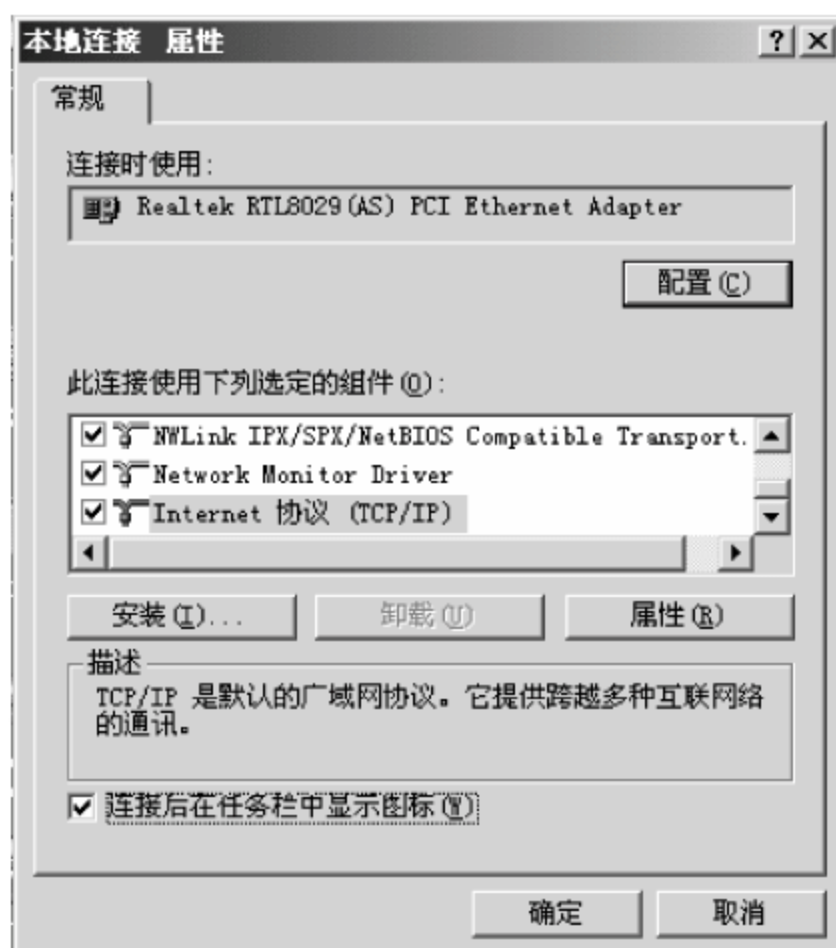 本地连接 属性
常规
连接时使用:
Realtek RTL8029(AS) PCI Ethernet Adapter
配置(C)
此连接使用下列选定的组件(O):
NWLink IPX/SPX/NetBIOS Compatible Transport.
Network Monitor Driver
Internet 协议 (TCP/IP)
安装(I)... 卸载(U) 属性(R)
描述
TCP/IP 是默认的广域网协议。它提供跨越多种互联网络
的通讯。
连接后在任务栏中显示图标(W)
确定 取消